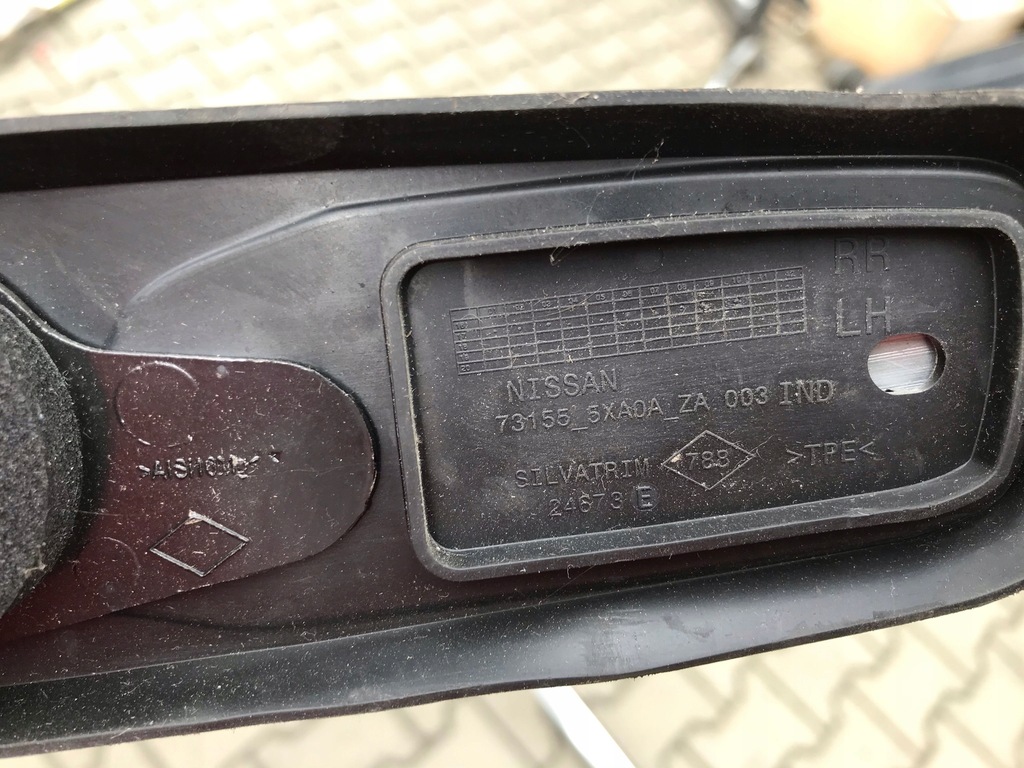 RR
LH
NISSAN
73155_5XA0A_ZA 003 IND
SILVATRIM 788 >TPE<
24673 E